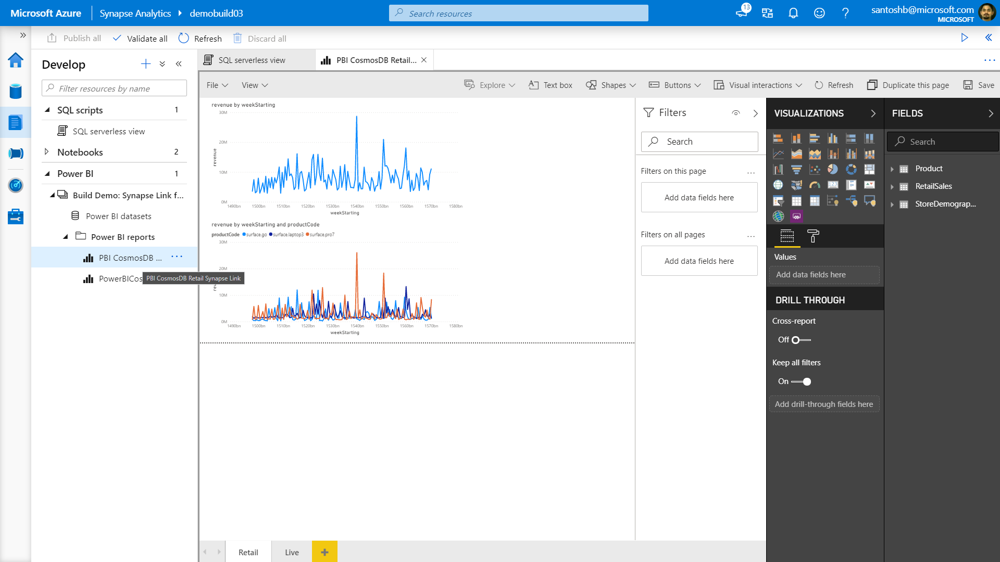 Microsoft Azure
Synapse Analytics
demobuild03
Search resources
13
santoshb@microsoft.com
MICROSOFT
Publish all
Validate all
Refresh
Discard all
Develop
Filter resources by name
SQL scripts 1
SQL serverless view
Notebooks 2
Power BI 1
Build Demo: Synapse Link f...
Power BI datasets
Power BI reports
PBI CosmosDB ...
PowerBICos
PBI CosmosDB Retail Synapse Link
SQL serverless view
PBI CosmosDB Retail...
File
View
Explore
Text box
Shapes
Buttons
Visual interactions
Refresh
Duplicate this page
Save
revenue by weekStarting
30M
20M
10M
0M
revenue
1490bn 1500bn 1510bn 1520bn 1530bn 1540bn 1550bn 1560bn 1570bn 1580bn
weekStarting
revenue by weekStarting and productCode
productCode surface.go surface.laptop3 surface.pro7
30M
20M
10M
0M
1490bn 1500bn 1510bn 1520bn 1530bn 1540bn 1550bn 1560bn 1570bn 1580bn
weekStarting
Retail
Live
Filters
Search
Filters on this page
Add data fields here
Filters on all pages
Add data fields here
VISUALIZATIONS
123
Values
Add data fields here
DRILL THROUGH
Cross-report
Off
Keep all filters
On
Add drill-through fields here
FIELDS
Search
Product
RetailSales
StoreDemograp...